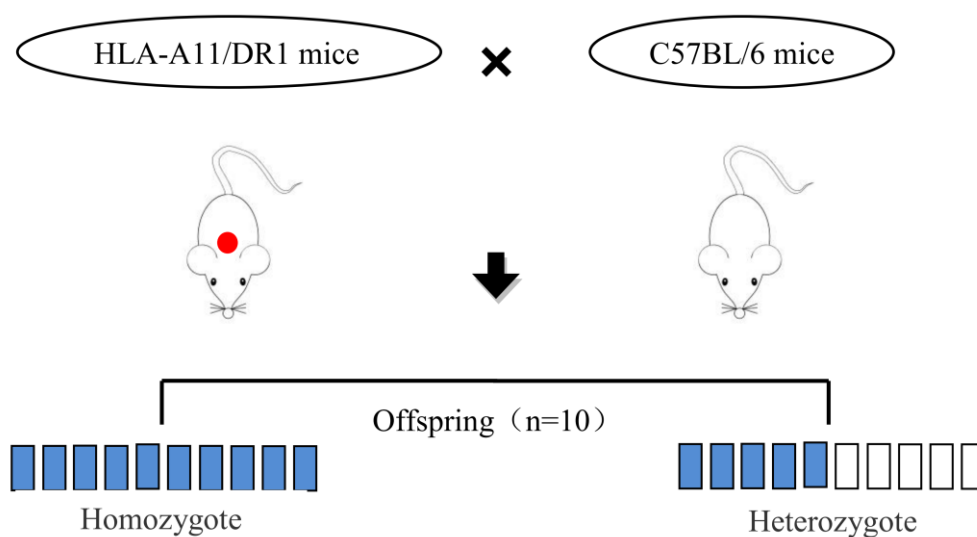 HLA-A11/DR1 mice
×
C57BL/6 mice
Offspring（n=10）
Homozygote
Heterozygote